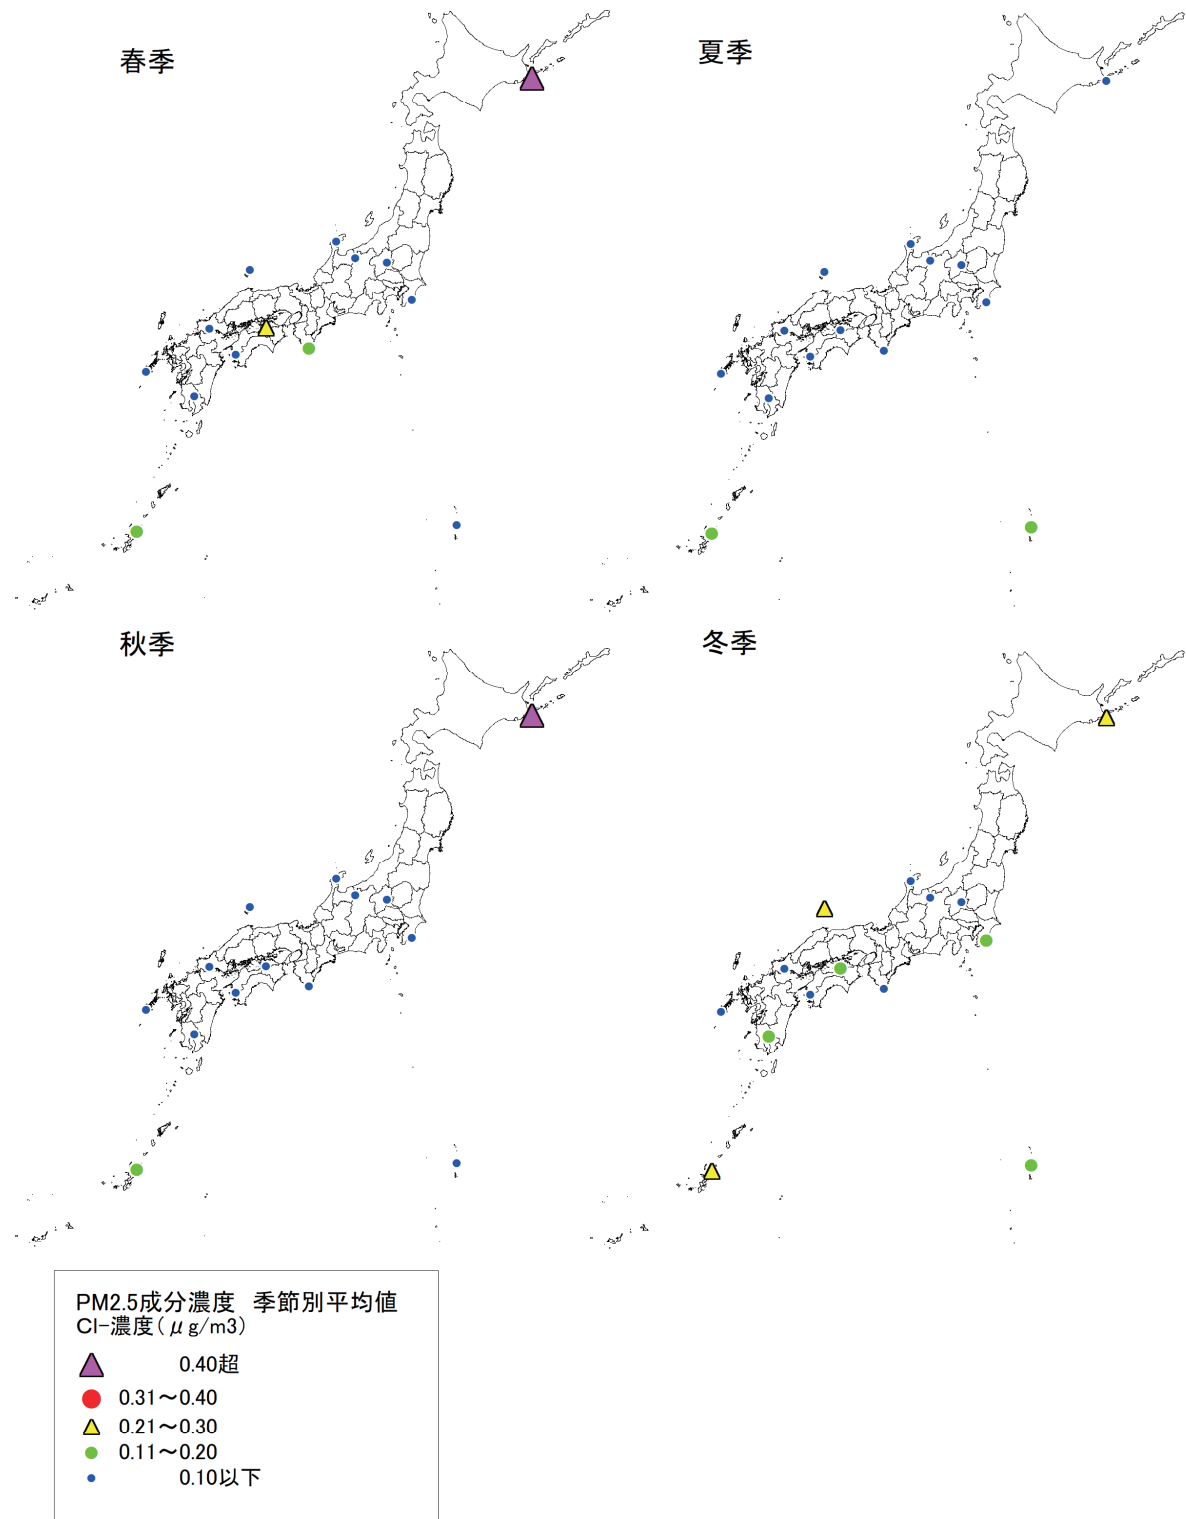 春季
夏季
秋季
冬季
PM2.5成分濃度 季節別平均値
Cl-濃度(μg/m3)
0.40超
0.31～0.40
0.21～0.30
0.11～0.20
0.10以下